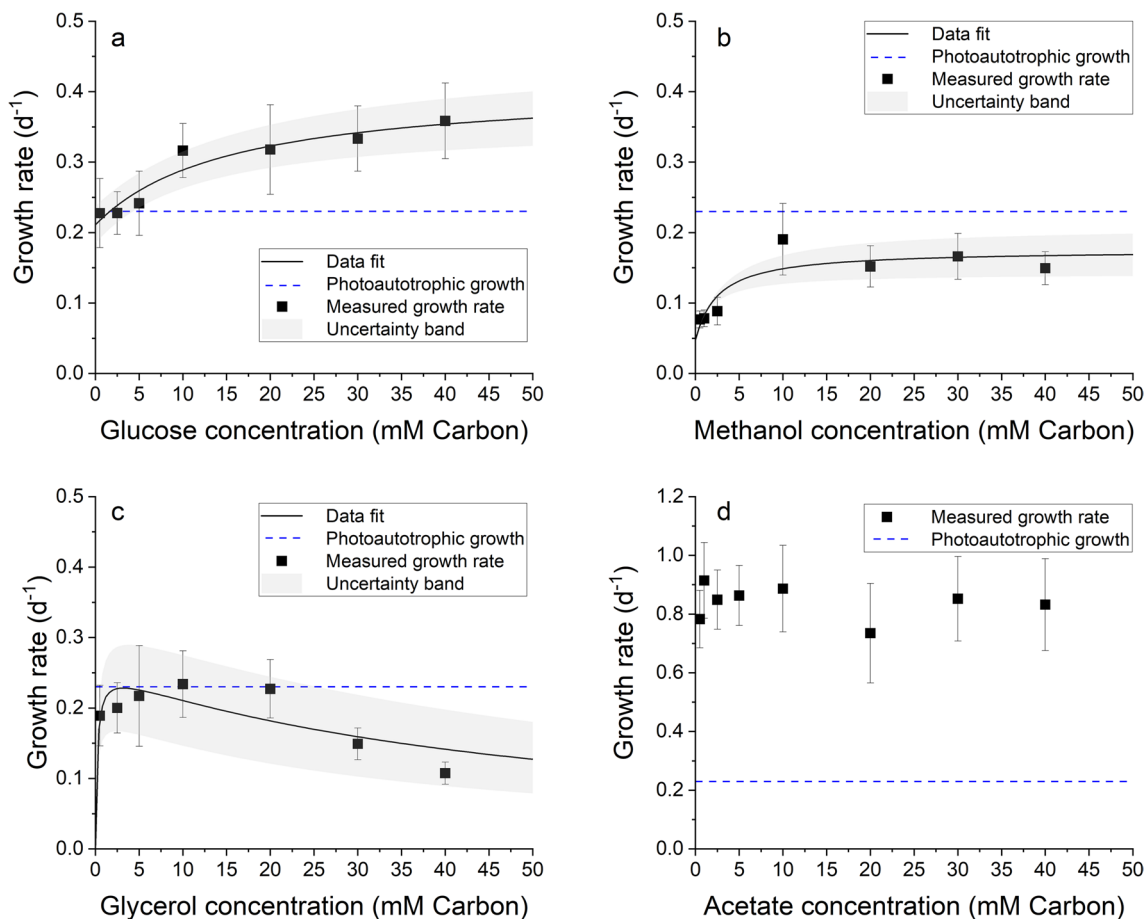 a
0.5
0.4
0.3
0.2
0.1
0.0
Growth rate (d⁻¹)
Data fit
Photoautotrophic growth
Measured growth rate
Uncertainty band
0 5 10 15 20 25 30 35 40 45 50
Glucose concentration (mM Carbon)
b
0.5
0.4
0.3
0.2
0.1
0.0
Growth rate (d⁻¹)
Data fit
Photoautotrophic growth
Measured growth rate
Uncertainty band
0 5 10 15 20 25 30 35 40 45 50
Methanol concentration (mM Carbon)
c
0.5
0.4
0.3
0.2
0.1
0.0
Growth rate (d⁻¹)
Data fit
Photoautotrophic growth
Measured growth rate
Uncertainty band
0 5 10 15 20 25 30 35 40 45 50
Glycerol concentration (mM Carbon)
d
1.2
1.0
0.8
0.6
0.4
0.2
0.0
Growth rate (d⁻¹)
Measured growth rate
Photoautotrophic growth
0 5 10 15 20 25 30 35 40 45 50
Acetate concentration (mM Carbon)